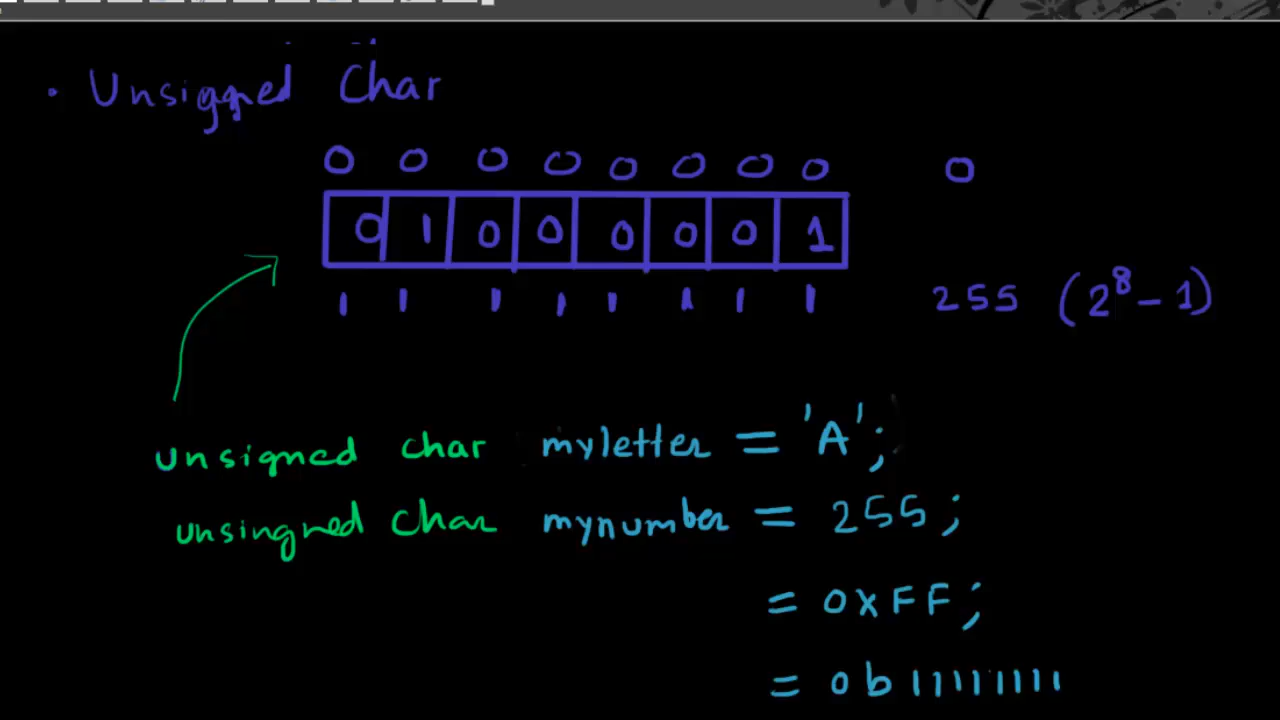 • Unsigned Char
0 0 0 0 0 0 0 0 0
0 1 0 0 0 0 0 1
1 1 1 1 1 1 1 1 255 (2⁸ - 1)
unsigned char myletter = 'A';
unsingned char mynumber = 255;
= 0xFF;
= 0b11111111